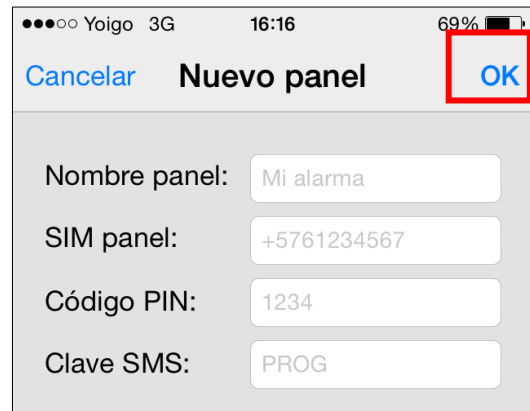 Yoigo 3G 16:16 69%
Cancelar Nuevo panel OK
Nombre panel: Mi alarma
SIM panel: +5761234567
Código PIN: 1234
Clave SMS: PROG